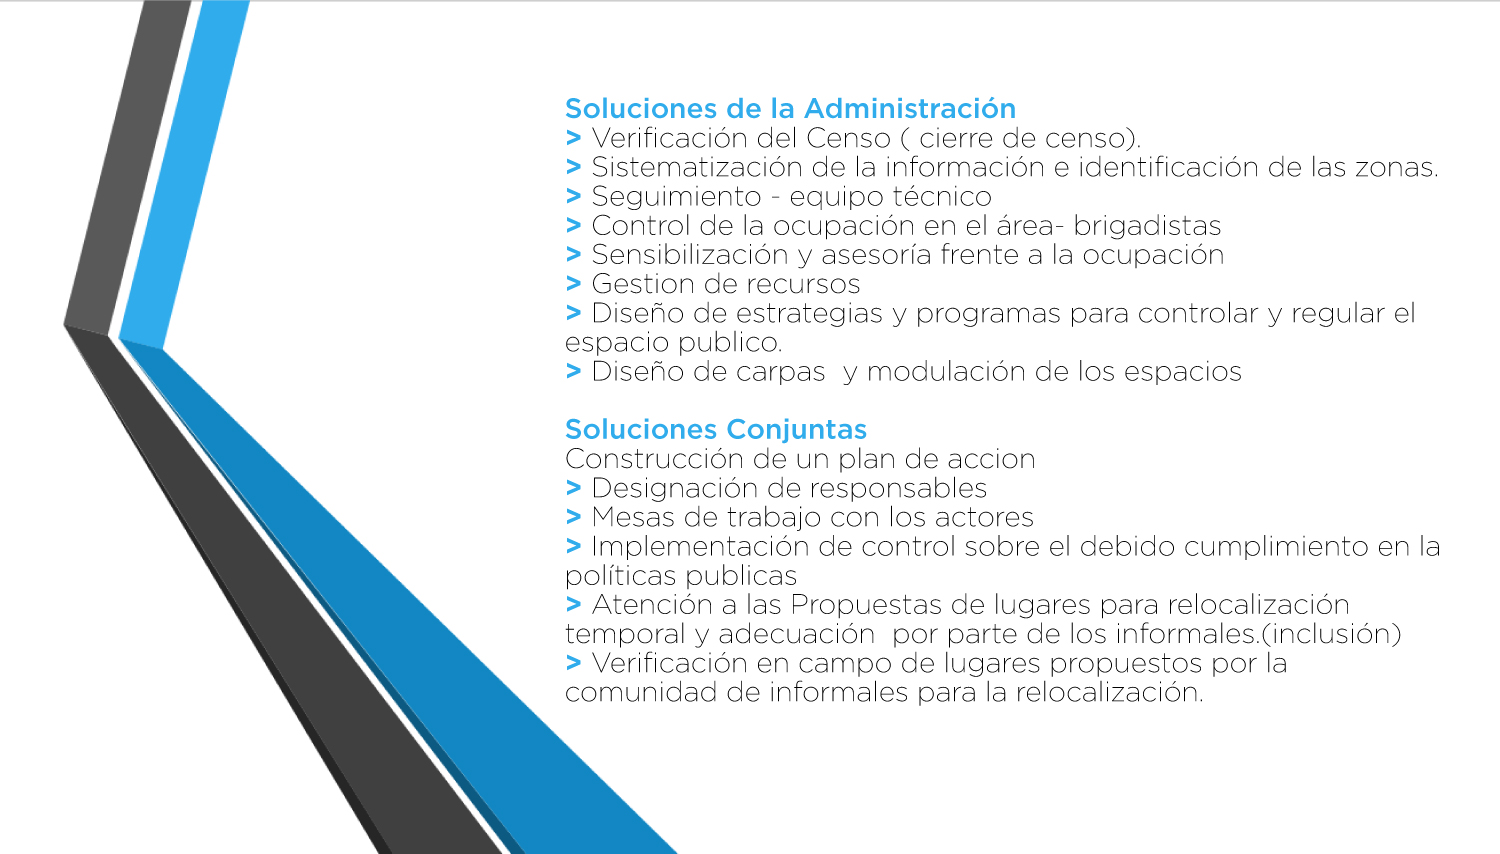 Soluciones de la Administración
> Verificación del Censo ( cierre de censo).
> Sistematización de la información e identificación de las zonas.
> Seguimiento - equipo técnico
> Control de la ocupación en el área- brigadistas
> Sensibilización y asesoría frente a la ocupación
> Gestion de recursos
> Diseño de estrategias y programas para controlar y regular el
espacio publico.
> Diseño de carpas  y modulación de los espacios
Soluciones Conjuntas
Construcción de un plan de accion
> Designación de responsables
> Mesas de trabajo con los actores
> Implementación de control sobre el debido cumplimiento en la
políticas publicas
> Atención a las Propuestas de lugares para relocalización
temporal y adecuación  por parte de los informales.(inclusión)
> Verificación en campo de lugares propuestos por la
comunidad de informales para la relocalización.